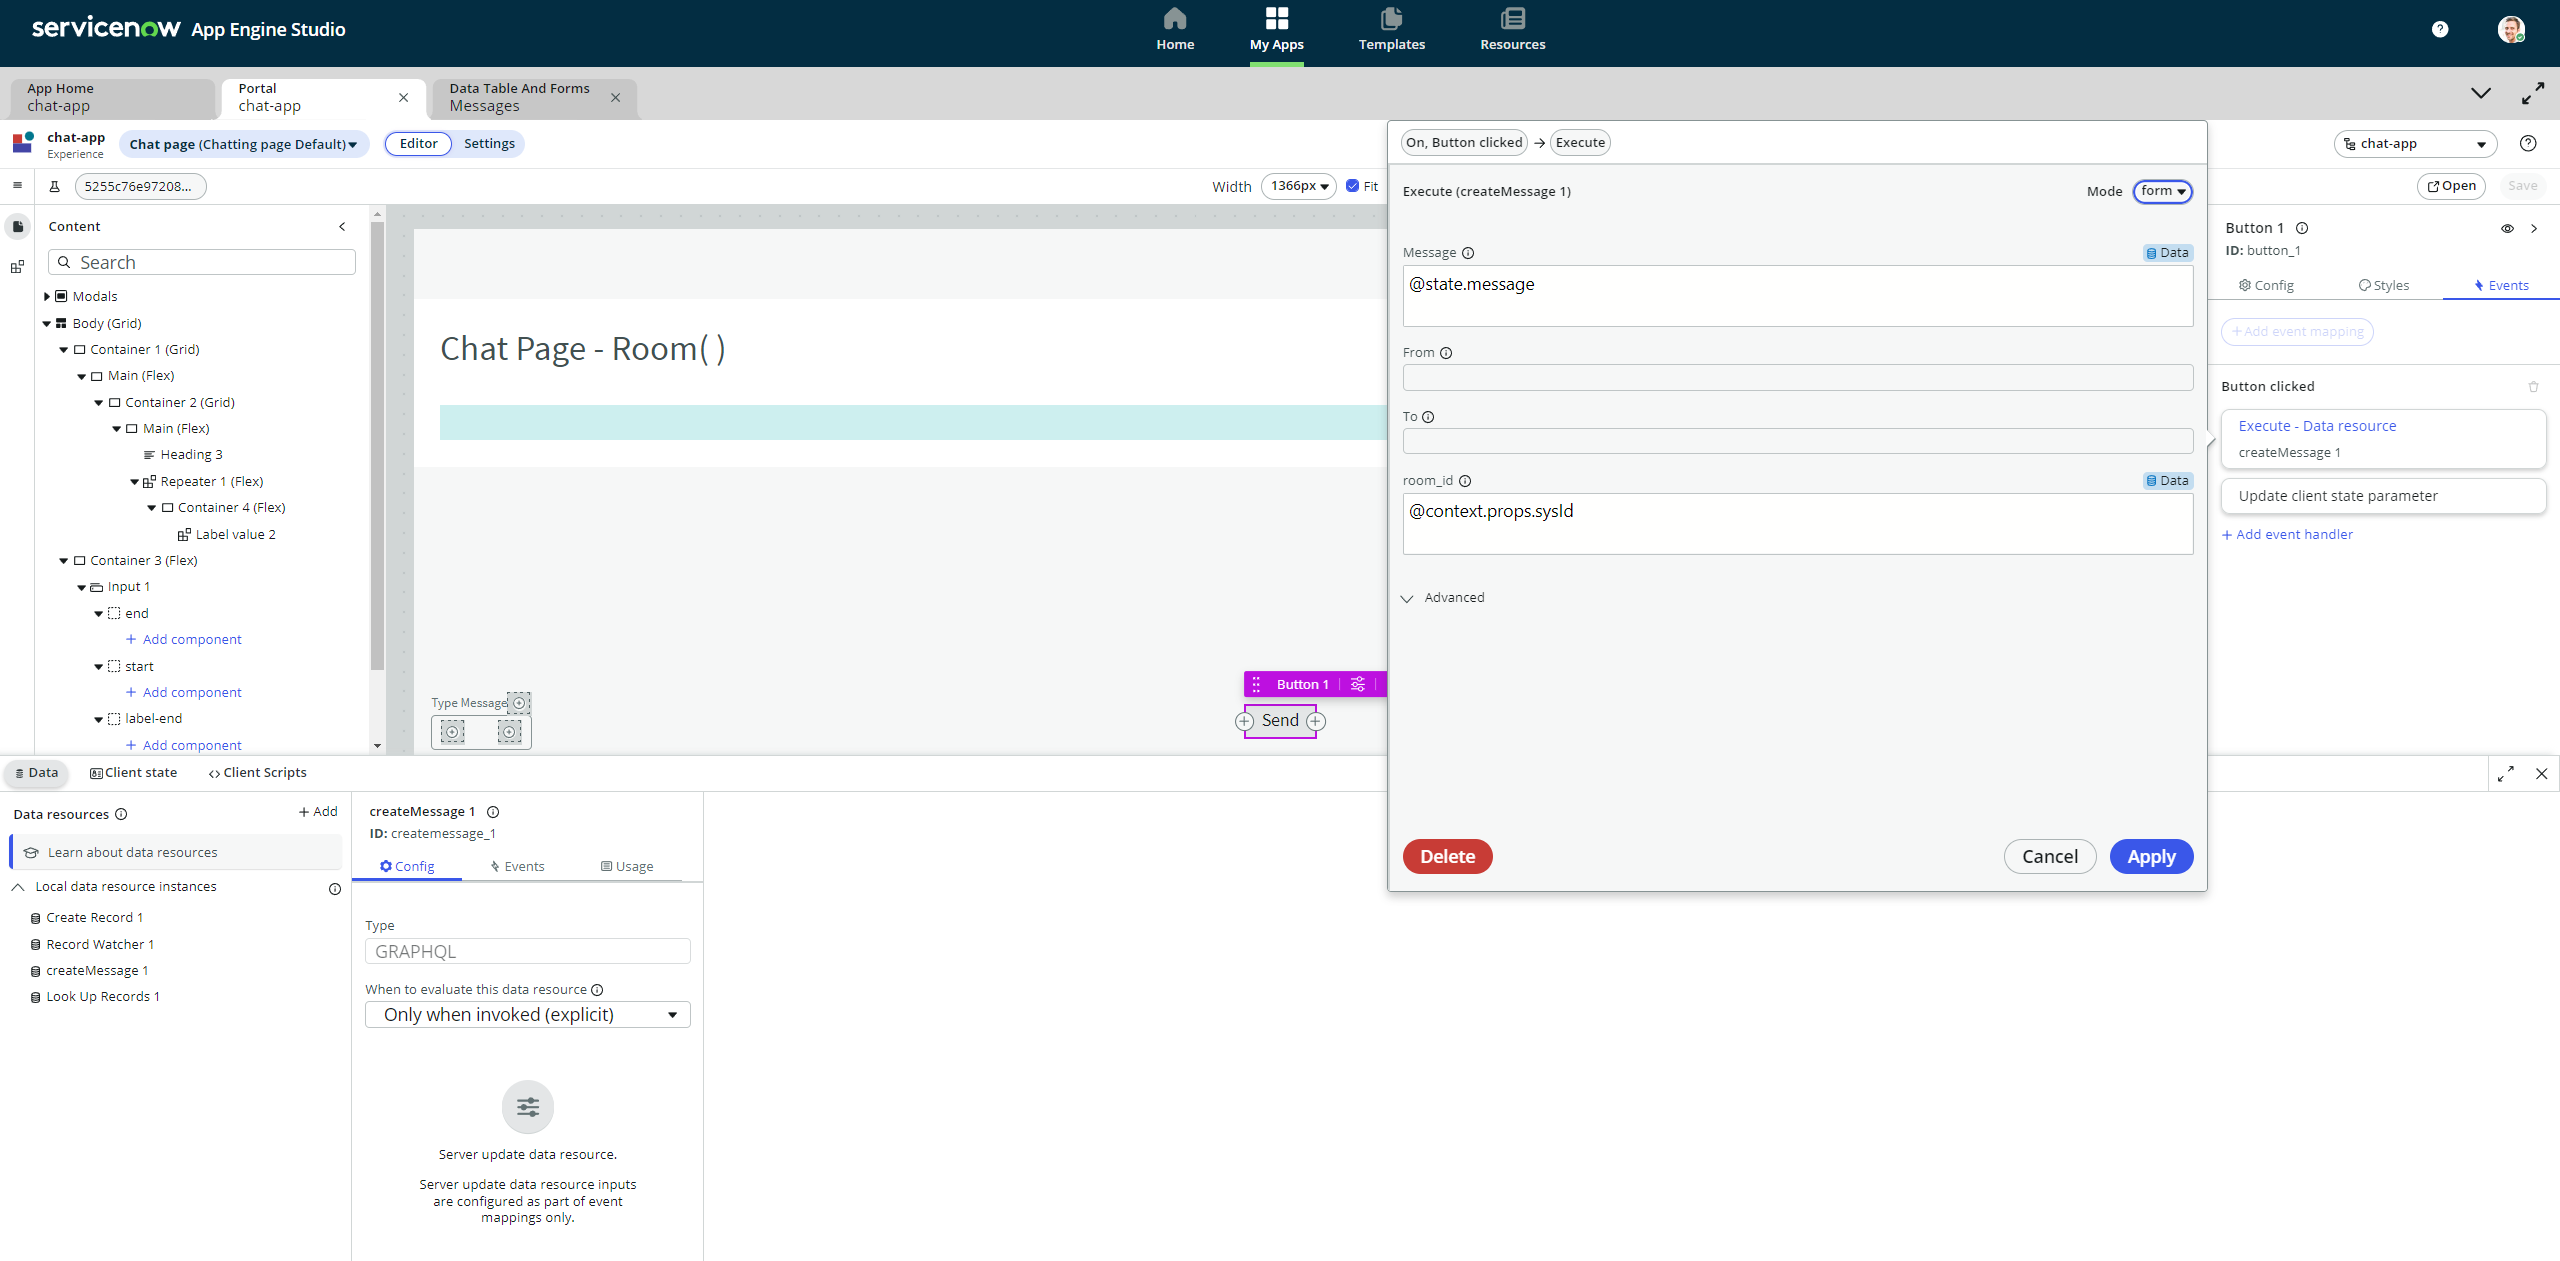 servicenow App Engine Studio
Home
My Apps
Templates
Resources
App Home
chat-app
Portal
chat-app
Data Table And Forms
Messages
chat-app
Experience
Chat page (Chatting page Default)
Editor
Settings
On, Button clicked
Execute
chat-app
5255c76e97208...
Width
1366px
Fit
Open
Save
Content
Search
Modals
Body (Grid)
Container 1 (Grid)
Main (Flex)
Container 2 (Grid)
Main (Flex)
Heading 3
Repeater 1 (Flex)
Container 4 (Flex)
Label value 2
Container 3 (Flex)
Input 1
end
+ Add component
start
+ Add component
label-end
+ Add component
Chat Page - Room( )
Type Message
Button 1
Send
Execute (createMessage 1)
Mode
form
Message
Data
@state.message
From
To
room_id
Data
@context.props.sysId
Advanced
Delete
Cancel
Apply
Button 1
ID: button_1
Config
Styles
Events
+ Add event mapping
Button clicked
Execute - Data resource
createMessage 1
Update client state parameter
+ Add event handler
Data
Client state
Client Scripts
Data resources
+ Add
Learn about data resources
Local data resource instances
Create Record 1
Record Watcher 1
createMessage 1
Look Up Records 1
createMessage 1
ID: createmessage_1
Config
Events
Usage
Type
GRAPHQL
When to evaluate this data resource
Only when invoked (explicit)
Server update data resource.
Server update data resource inputs
are configured as part of event
mappings only.